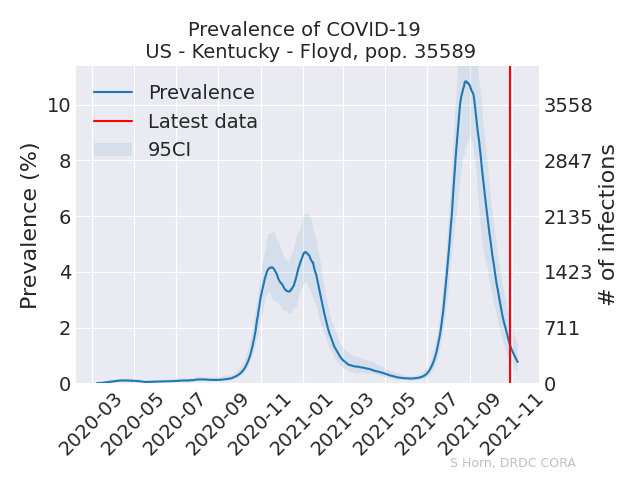 Prevalence of COVID-19
US - Kentucky - Floyd, pop. 35589
Prevalence
Latest data
95CI
Prevalence (%)
10
8
6
4
2
0
3558
2847
2135
1423
711
0
# of infections
2020-03
2020-05
2020-07
2020-09
2020-11
2021-01
2021-03
2021-05
2021-07
2021-09
2021-11
S Horn, DRDC CORA